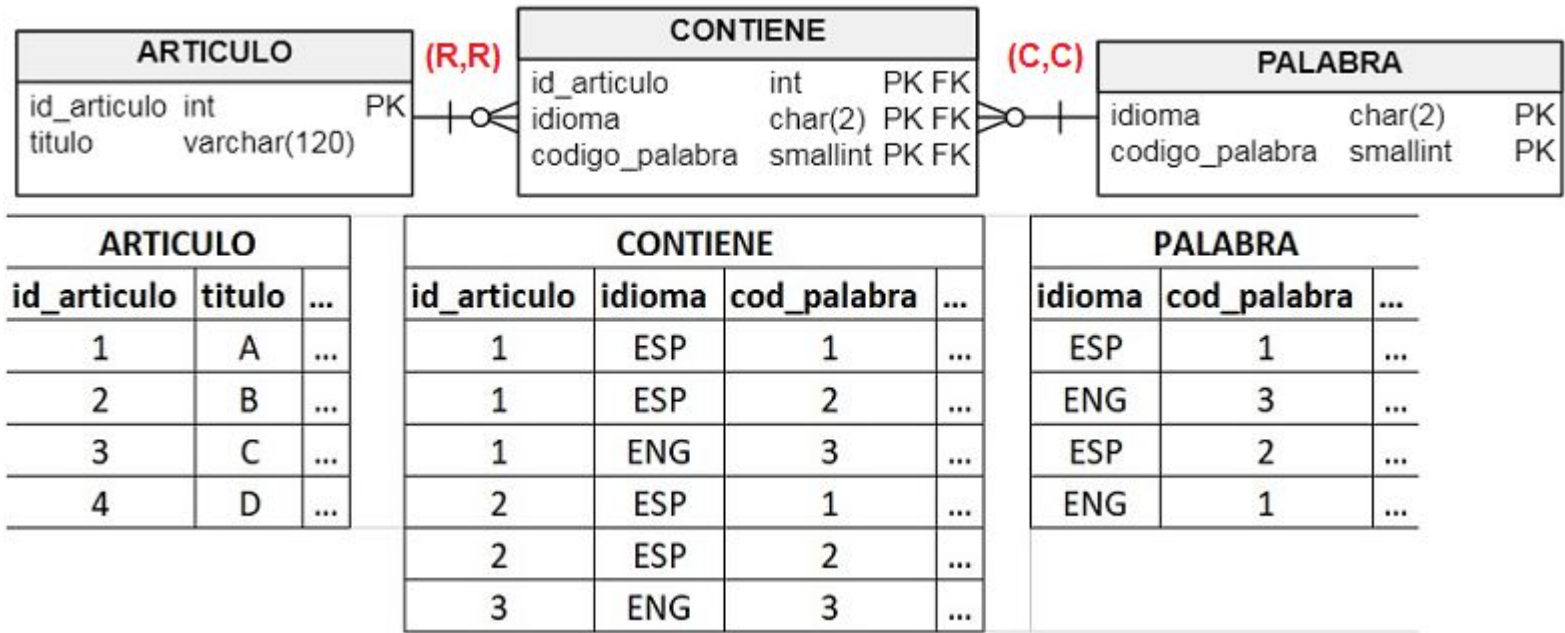 ARTICULO
id_articulo int PK
titulo varchar(120)
(R,R)
CONTIENE
id_articulo int PK FK
idioma char(2) PK FK
codigo_palabra smallint PK FK
(C,C)
PALABRA
idioma char(2) PK
codigo_palabra smallint PK
ARTICULO
id_articulo titulo ...
1 A ...
2 B ...
3 C ...
4 D ...
CONTIENE
id_articulo idioma cod_palabra ...
1 ESP 1 ...
1 ESP 2 ...
1 ENG 3 ...
2 ESP 1 ...
2 ESP 2 ...
3 ENG 3 ...
PALABRA
idioma cod_palabra ...
ESP 1 ...
ENG 3 ...
ESP 2 ...
ENG 1 ...